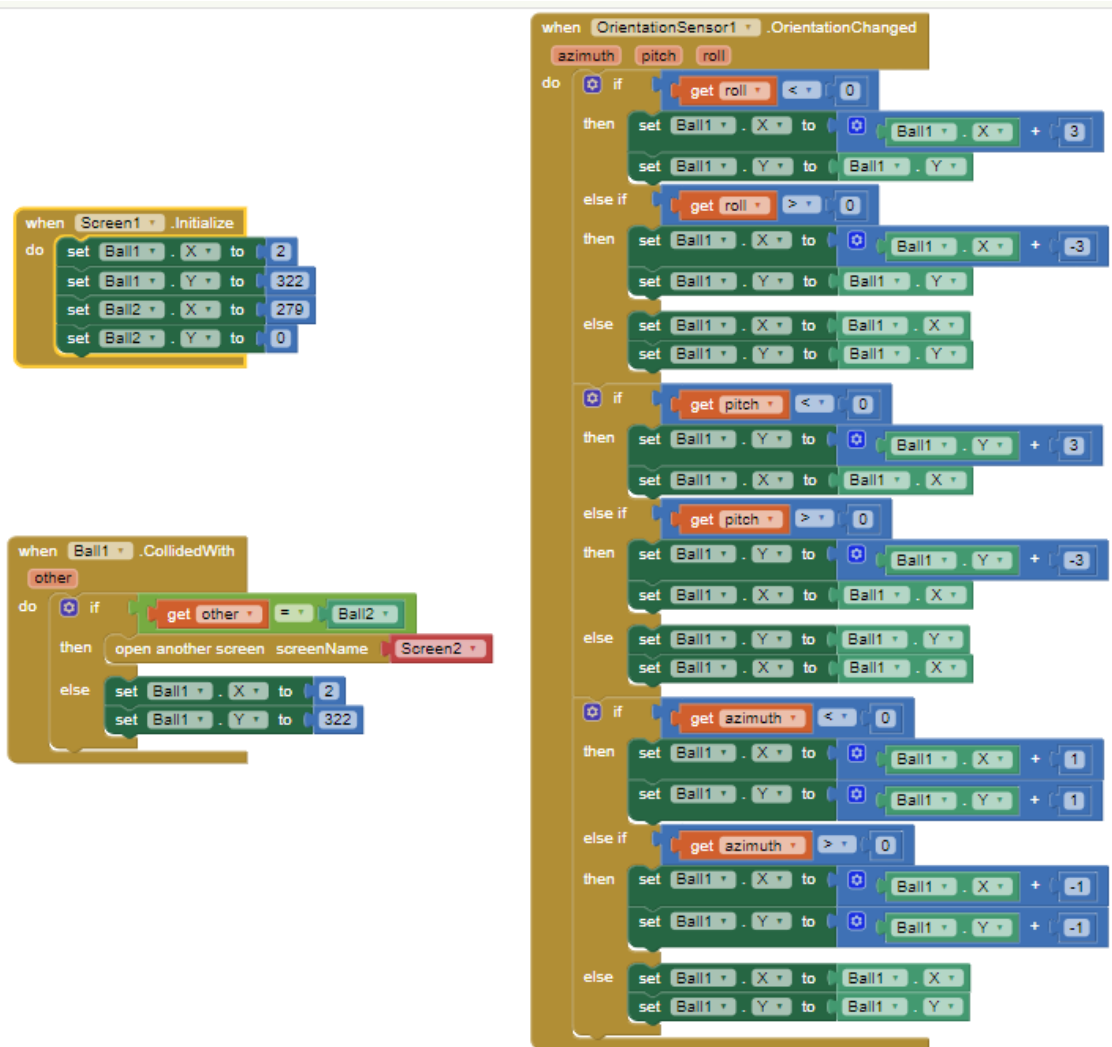 when Screen1 .Initialize
do set Ball1 . X to 2
set Ball1 . Y to 322
set Ball2 . X to 279
set Ball2 . Y to 0
when Ball1 .CollidedWith
other
do if get other = Ball2
then open another screen screenName Screen2
else set Ball1 . X to 2
set Ball1 . Y to 322
when OrientationSensor1 .OrientationChanged
azimuth pitch roll
do if get roll < 0
then set Ball1 . X to Ball1 . X + 3
set Ball1 . Y to Ball1 . Y
else if get roll > 0
then set Ball1 . X to Ball1 . X + -3
set Ball1 . Y to Ball1 . Y
else set Ball1 . X to Ball1 . X
set Ball1 . Y to Ball1 . Y
if get pitch < 0
then set Ball1 . Y to Ball1 . Y + 3
set Ball1 . X to Ball1 . X
else if get pitch > 0
then set Ball1 . Y to Ball1 . Y + -3
set Ball1 . X to Ball1 . X
else set Ball1 . Y to Ball1 . Y
set Ball1 . X to Ball1 . X
if get azimuth < 0
then set Ball1 . X to Ball1 . X + 1
set Ball1 . Y to Ball1 . Y + 1
else if get azimuth > 0
then set Ball1 . X to Ball1 . X + -1
set Ball1 . Y to Ball1 . Y + -1
else set Ball1 . X to Ball1 . X
set Ball1 . Y to Ball1 . Y